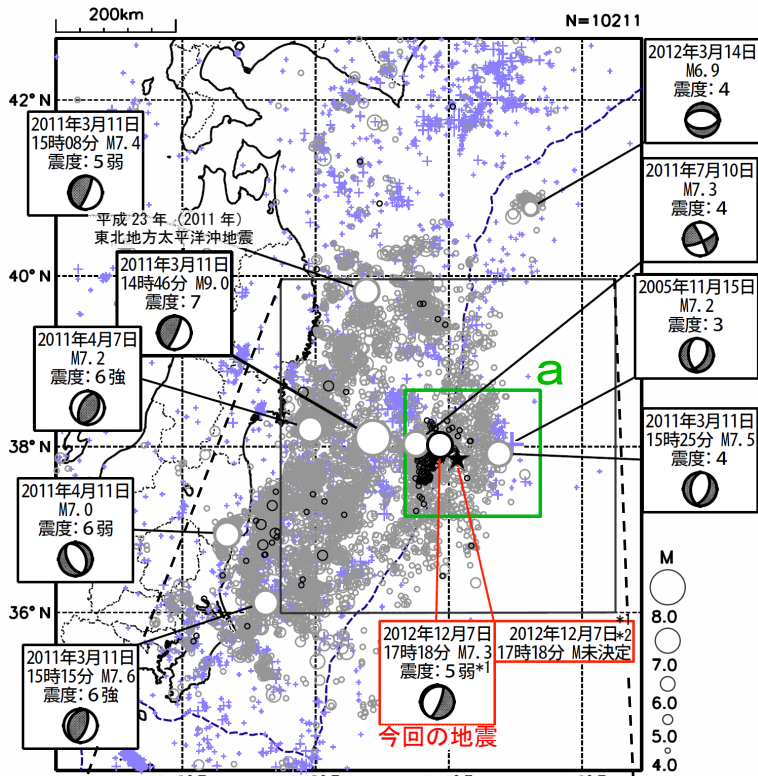 200km
N=10211
42°N
40°N
38°N
36°N
2011年3月11日
15時08分 M7.4
震度：5弱
平成23年（2011年）
東北地方太平洋沖地震
2011年3月11日
14時46分 M9.0
震度：7
2011年4月7日
M7.2
震度：6強
2011年4月11日
M7.0
震度：6弱
2011年3月11日
15時15分 M7.6
震度：6強
2012年3月14日
M6.9
震度：4
2011年7月10日
M7.3
震度：4
2005年11月15日
M7.2
震度：3
2011年3月11日
15時25分 M7.5
震度：4
a
2012年12月7日
17時18分 M7.3
震度：5弱*1
今回の地震
2012年12月7日*1
17時18分 M未決定*2
M
8.0
7.0
6.0
5.0
4.0